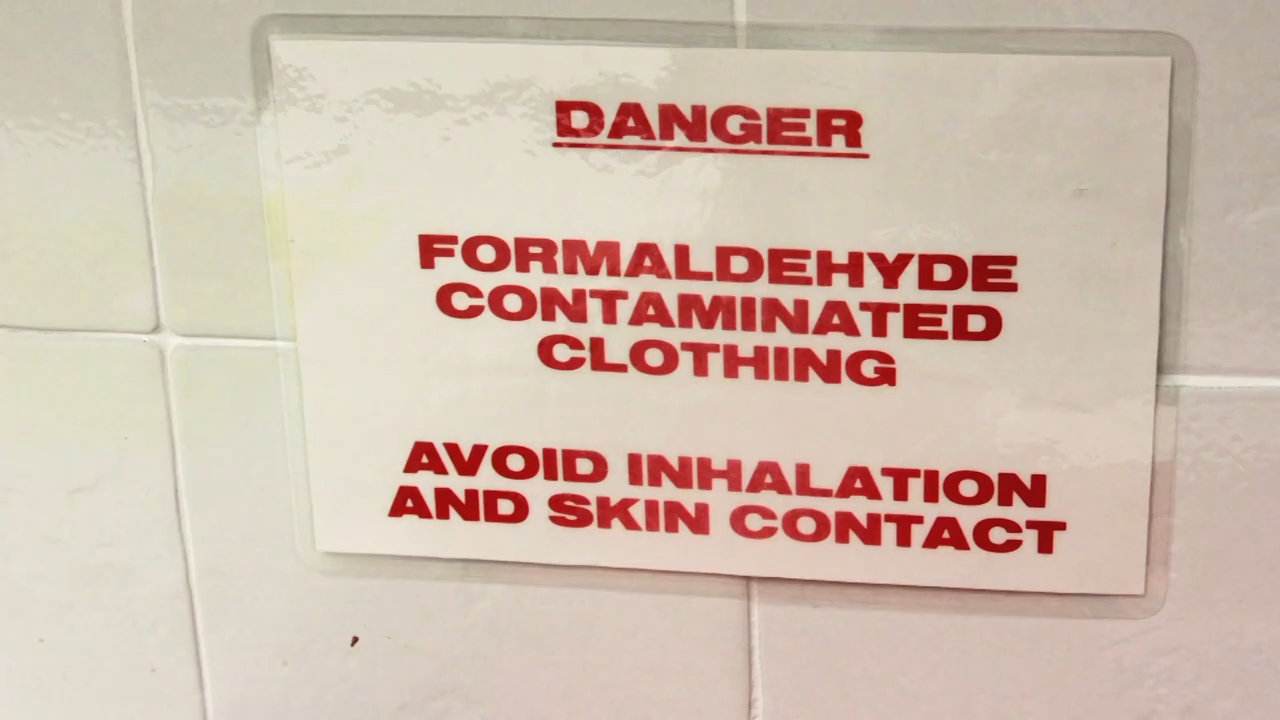 DANGER
FORMALDEHYDE
CONTAMINATED
CLOTHING
AVOID INHALATION
AND SKIN CONTACT